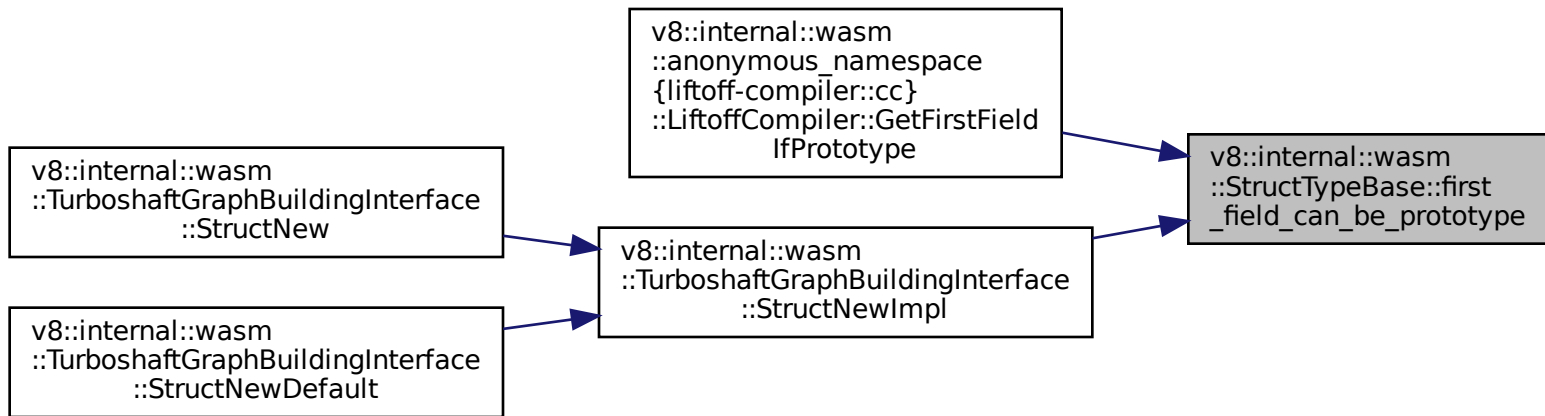 v8::internal::wasm
::anonymous_namespace
{liftoff-compiler::cc}
::LiftoffCompiler::GetFirstField
IfPrototype
v8::internal::wasm
::StructTypeBase::first
_field_can_be_prototype
v8::internal::wasm
::TurboshaftGraphBuildingInterface
::StructNew
v8::internal::wasm
::TurboshaftGraphBuildingInterface
::StructNewImpl
v8::internal::wasm
::TurboshaftGraphBuildingInterface
::StructNewDefault